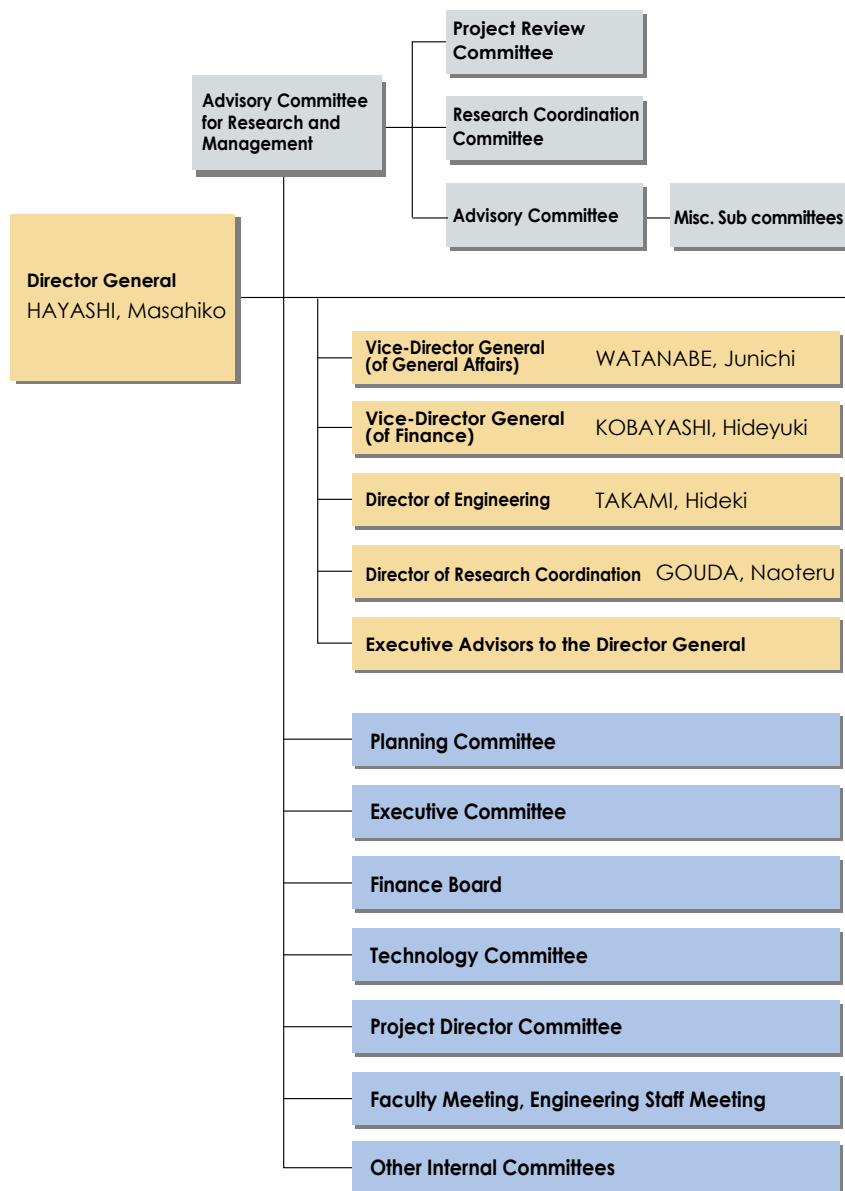 Project Review
Committee
Advisory Committee
for Research and
Management
Research Coordination
Committee
Advisory Committee
Misc. Sub committees
Director General
HAYASHI, Masahiko
Vice-Director General
(of General Affairs)
WATANABE, Junichi
Vice-Director General
(of Finance)
KOBAYASHI, Hideyuki
Director of Engineering
TAKAMI, Hideki
Director of Research Coordination
GOUDA, Naoteru
Executive Advisors to the Director General
Planning Committee
Executive Committee
Finance Board
Technology Committee
Project Director Committee
Faculty Meeting, Engineering Staff Meeting
Other Internal Committees